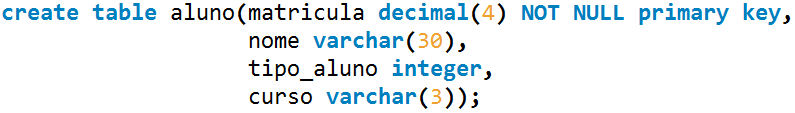 create table aluno(matricula decimal(4) NOT NULL primary key,
nome varchar(30),
tipo_aluno integer,
curso varchar(3));